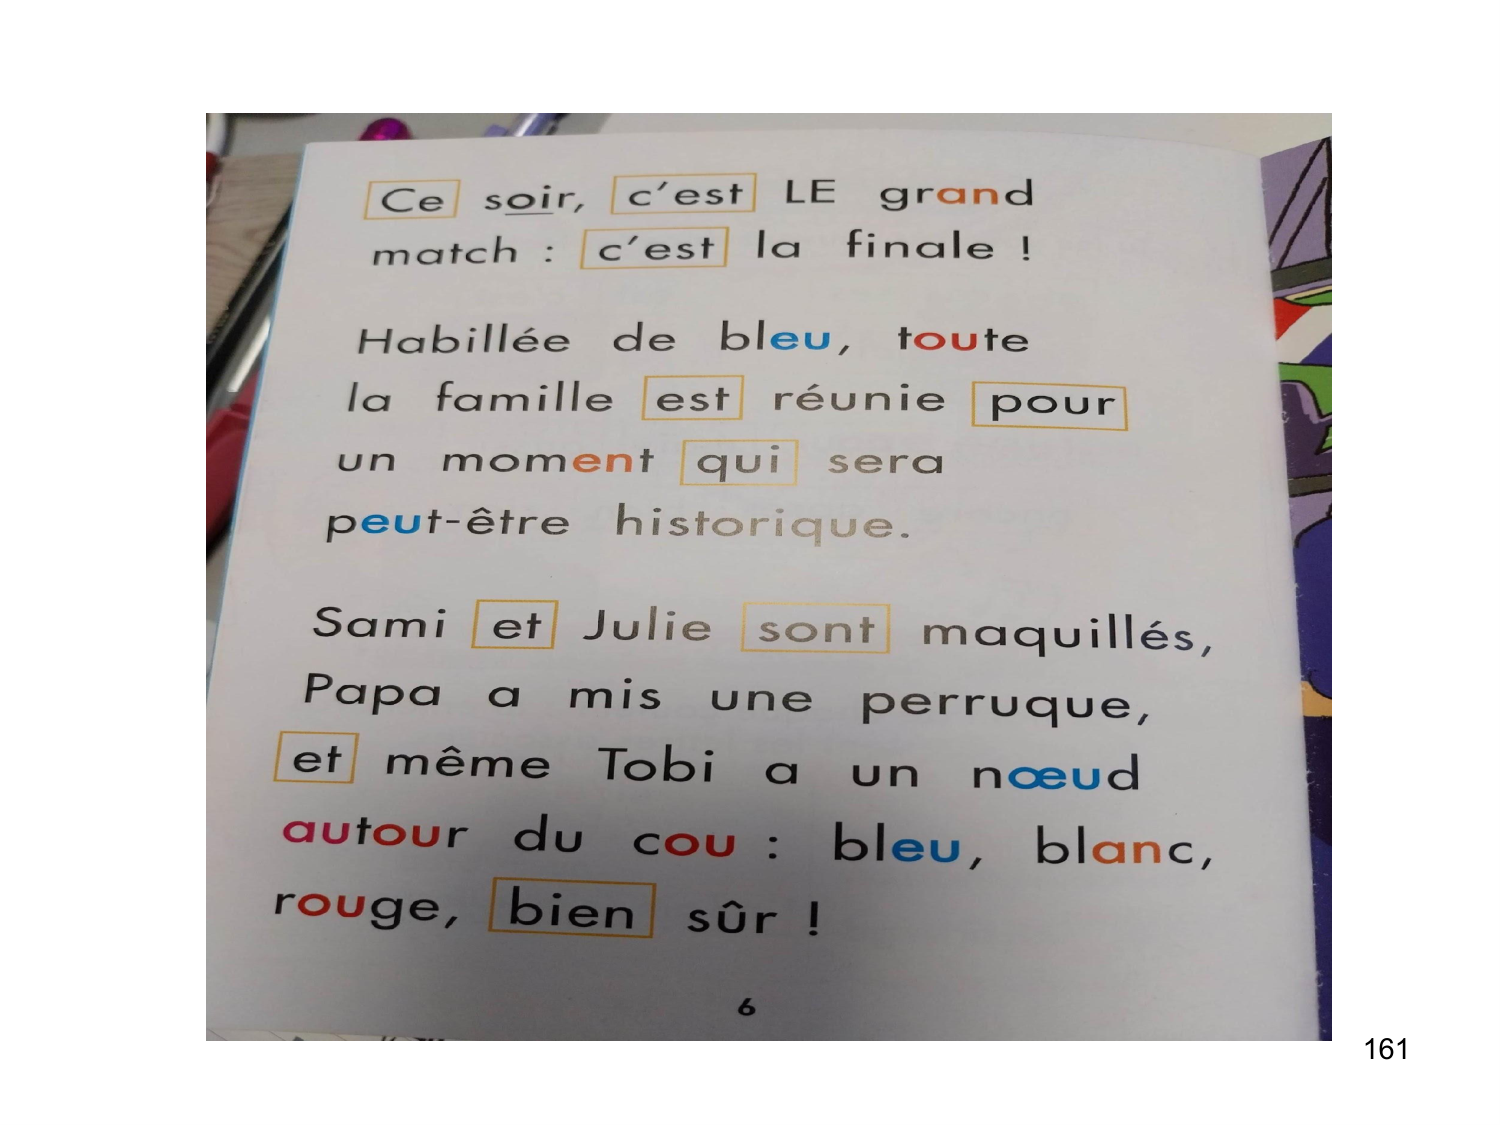 Ce soir, c'est LE grand
match : c'est la finale !
Habillée de bleu, toute
la famille est réunie pour
un moment qui sera
peut-être historique.
Sami et Julie sont maquillés,
Papa a mis une perruque,
et même Tobi a un nœud
autour du cou : bleu, blanc,
rouge, bien sûr !
6
161